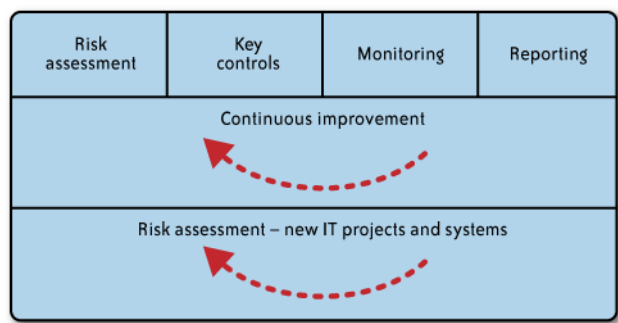 Risk
assessment
Key
controls
Monitoring
Reporting
Continuous improvement
Risk assessment – new IT projects and systems